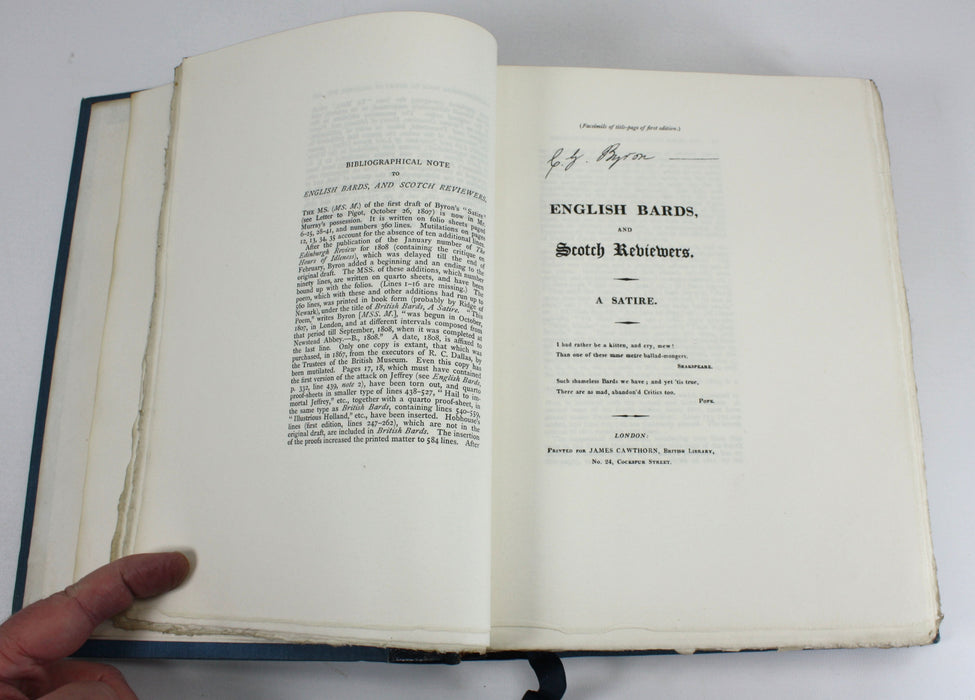 BIBLIOGRAPHICAL NOTE
TO
ENGLISH BARDS, AND SCOTCH REVIEWERS.
THE MS. (MS. M.) of the first draft of Byron's "Satire"
(see Letter to Pigot, October 26, 1807) is now in Mr.
Murray's possession. It is written on folio sheets paged
6-25, 28-41, and numbers 360 lines. Mutilations on pages
12, 13, 34, 35 account for the absence of ten additional lines.
After the publication of the January number of The
Edinburgh Review for 1808 (containing the critique on
Hours of Idleness), which was delayed till the end of
February, Byron added a beginning and an ending to the
original draft. The MSS. of these additions, which number
ninety lines, are written on quarto sheets, and have been
bound up with the folios. (Lines 1-16 are missing.) The
poem, which with these and other additions had run up to
560 lines, was printed in book form (probably by Ridge of
Newark), under the title of British Bards, A Satire. "This
Poem," writes Byron [MSS. M.], "was begun in October,
1807, in London, and at different intervals composed from
that period till September, 1808, when it was completed at
Newstead Abbey.—B., 1808." A date, 1808, is affixed to
the last line. Only one copy is extant, that which was
purchased, in 1867, from the executors of R. C. Dallas, by
the Trustees of the British Museum. Even this copy has
been mutilated. Pages 17, 18, which must have contained
the first version of the attack on Jeffrey (see English Bards,
p. 332, line 439, note 2), have been torn out, and quarto
proof-sheets in smaller type of lines 438-527, "Hail to im-
mortal Jeffrey," etc., together with a quarto proof-sheet, in
the same type as British Bards, containing lines 540-559,
"Illustrious Holland," etc., have been inserted. Hobhouse's
lines (first edition, lines 247-262), which are not in the
original draft, are included in British Bards. The insertion
of the proofs increased the printed matter to 584 lines. After
(Facsimile of title-page of first edition.)
Byron
ENGLISH BARDS,
AND
Scotch Reviewers.
A SATIRE.
I had rather be a kitten, and cry, mew!
Than one of these same metre ballad-mongers.
SHAKSPEARE.
Such shameless Bards we have; and yet 'tis true,
There are as mad, abandon'd Critics too.
POPE.
LONDON:
PRINTED FOR JAMES CAWTHORN, BRITISH LIBRARY,
No. 24, COCKSPUR STREET.